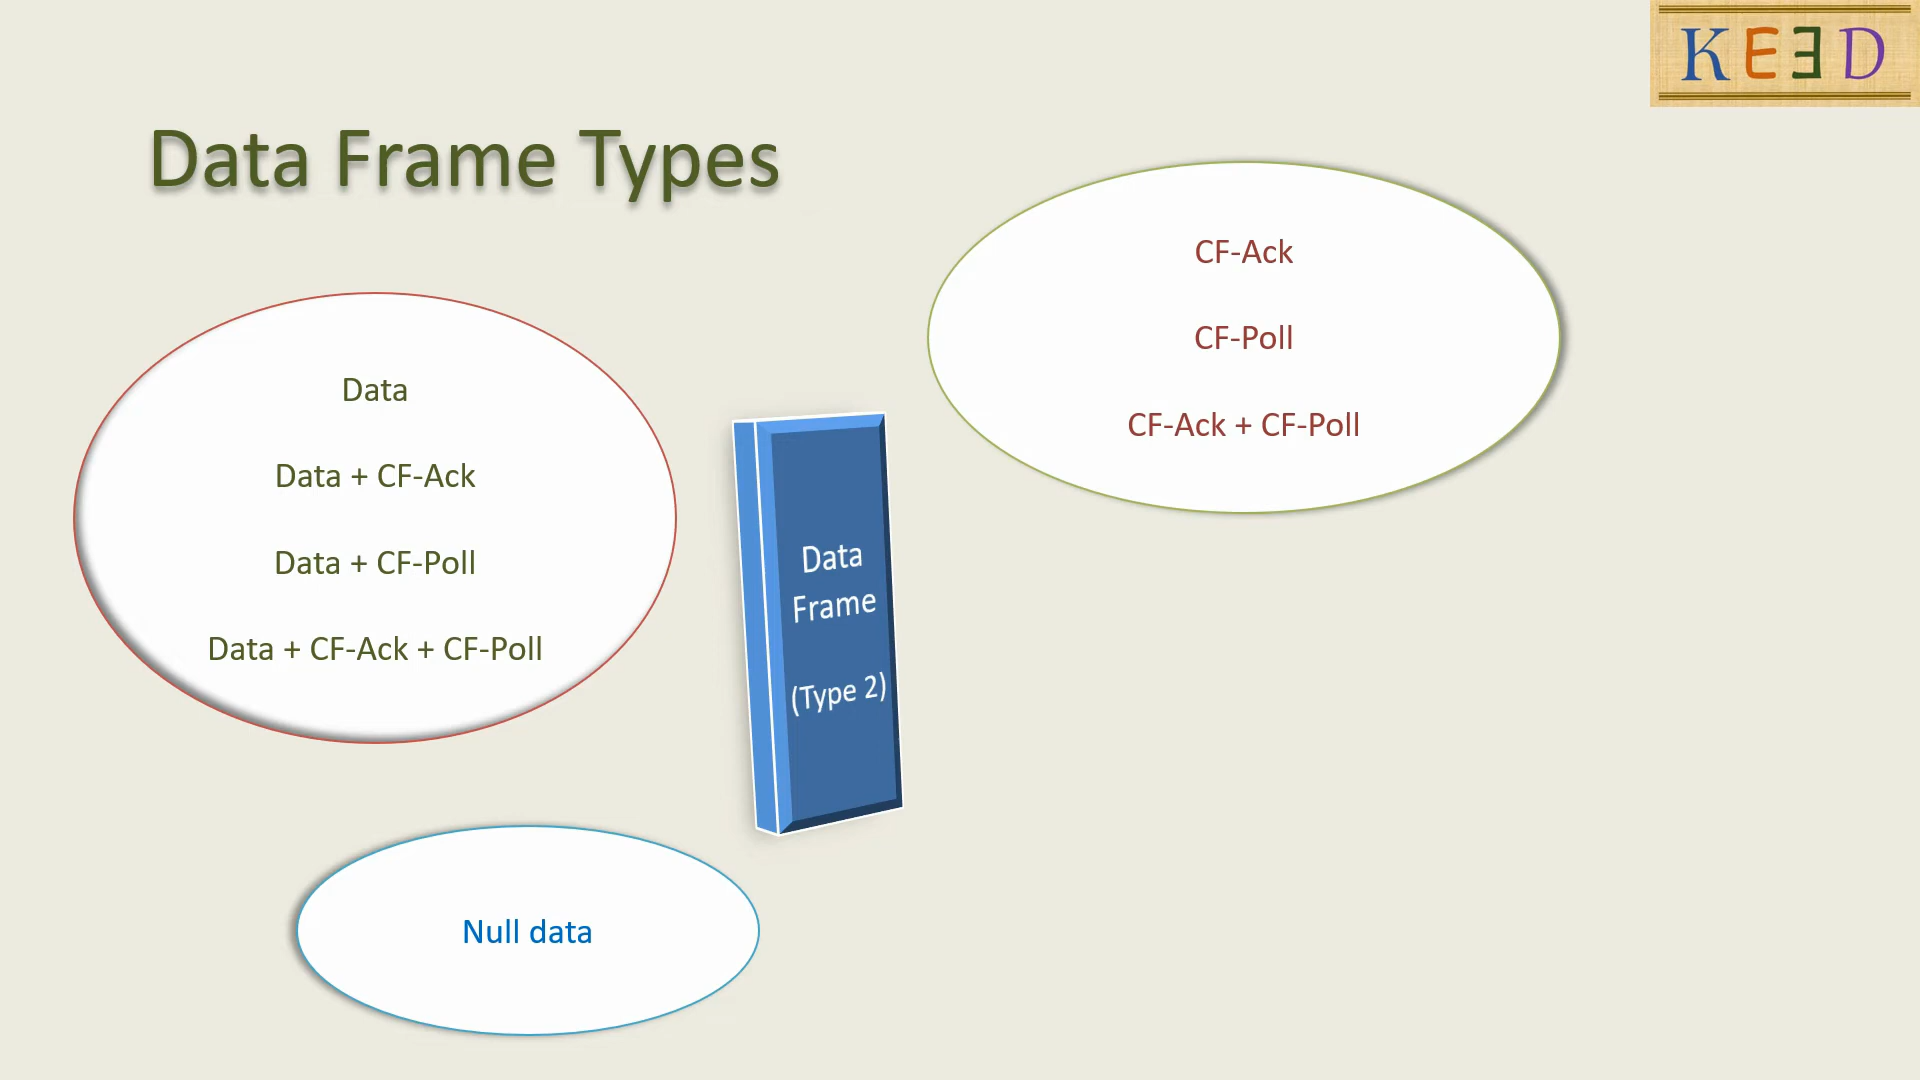 KEƎD
Data Frame Types
CF-Ack
CF-Poll
CF-Ack + CF-Poll
Data
Data + CF-Ack
Data + CF-Poll
Data + CF-Ack + CF-Poll
Data
Frame
(Type 2)
Null data